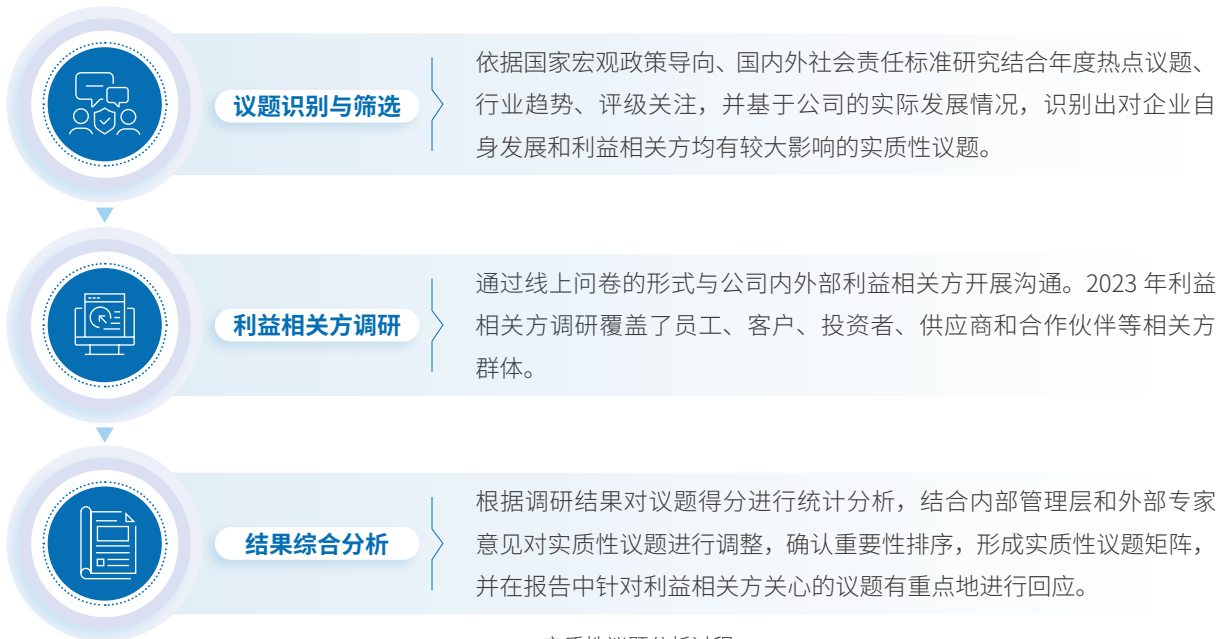 议题识别与筛选
依据国家宏观政策导向、国内外社会责任标准研究结合年度热点议题、
行业趋势、评级关注，并基于公司的实际发展情况，识别出对企业自
身发展和利益相关方均有较大影响的实质性议题。
利益相关方调研
通过线上问卷的形式与公司内外部利益相关方开展沟通。2023 年利益
相关方调研覆盖了员工、客户、投资者、供应商和合作伙伴等相关方
群体。
结果综合分析
根据调研结果对议题得分进行统计分析，结合内部管理层和外部专家
意见对实质性议题进行调整，确认重要性排序，形成实质性议题矩阵，
并在报告中针对利益相关方关心的议题有重点地进行回应。